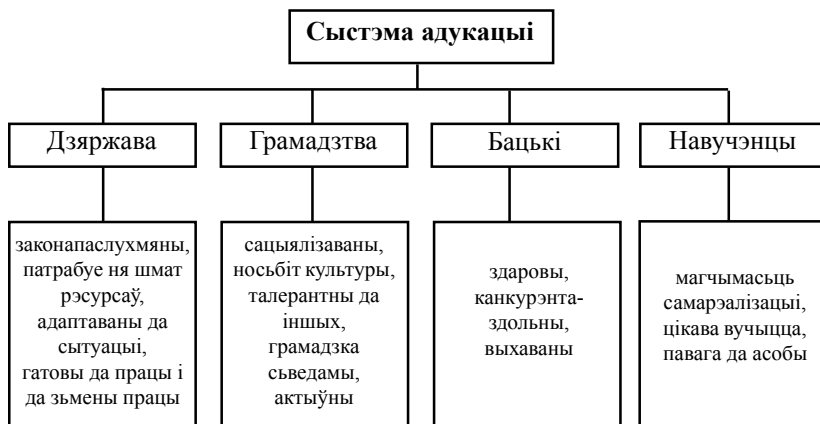 Сыстэма адукацыі
Дзяржава
Грамадзтва
Бацькі
Навучэнцы
законапаслухмяны,
патрабуе ня шмат
рэсурсаў,
адаптаваны да
сытуацыі,
гатовы да працы і
да зьмены працы
сацыялізаваны,
носьбіт культуры,
талерантны да
іншых,
грамадзка
сьведамы,
актыўны
здаровы,
канкурэнта-
здольны,
выхаваны
магчымасьць
самарэалізацыі,
цікава вучыцца,
павага да асобы